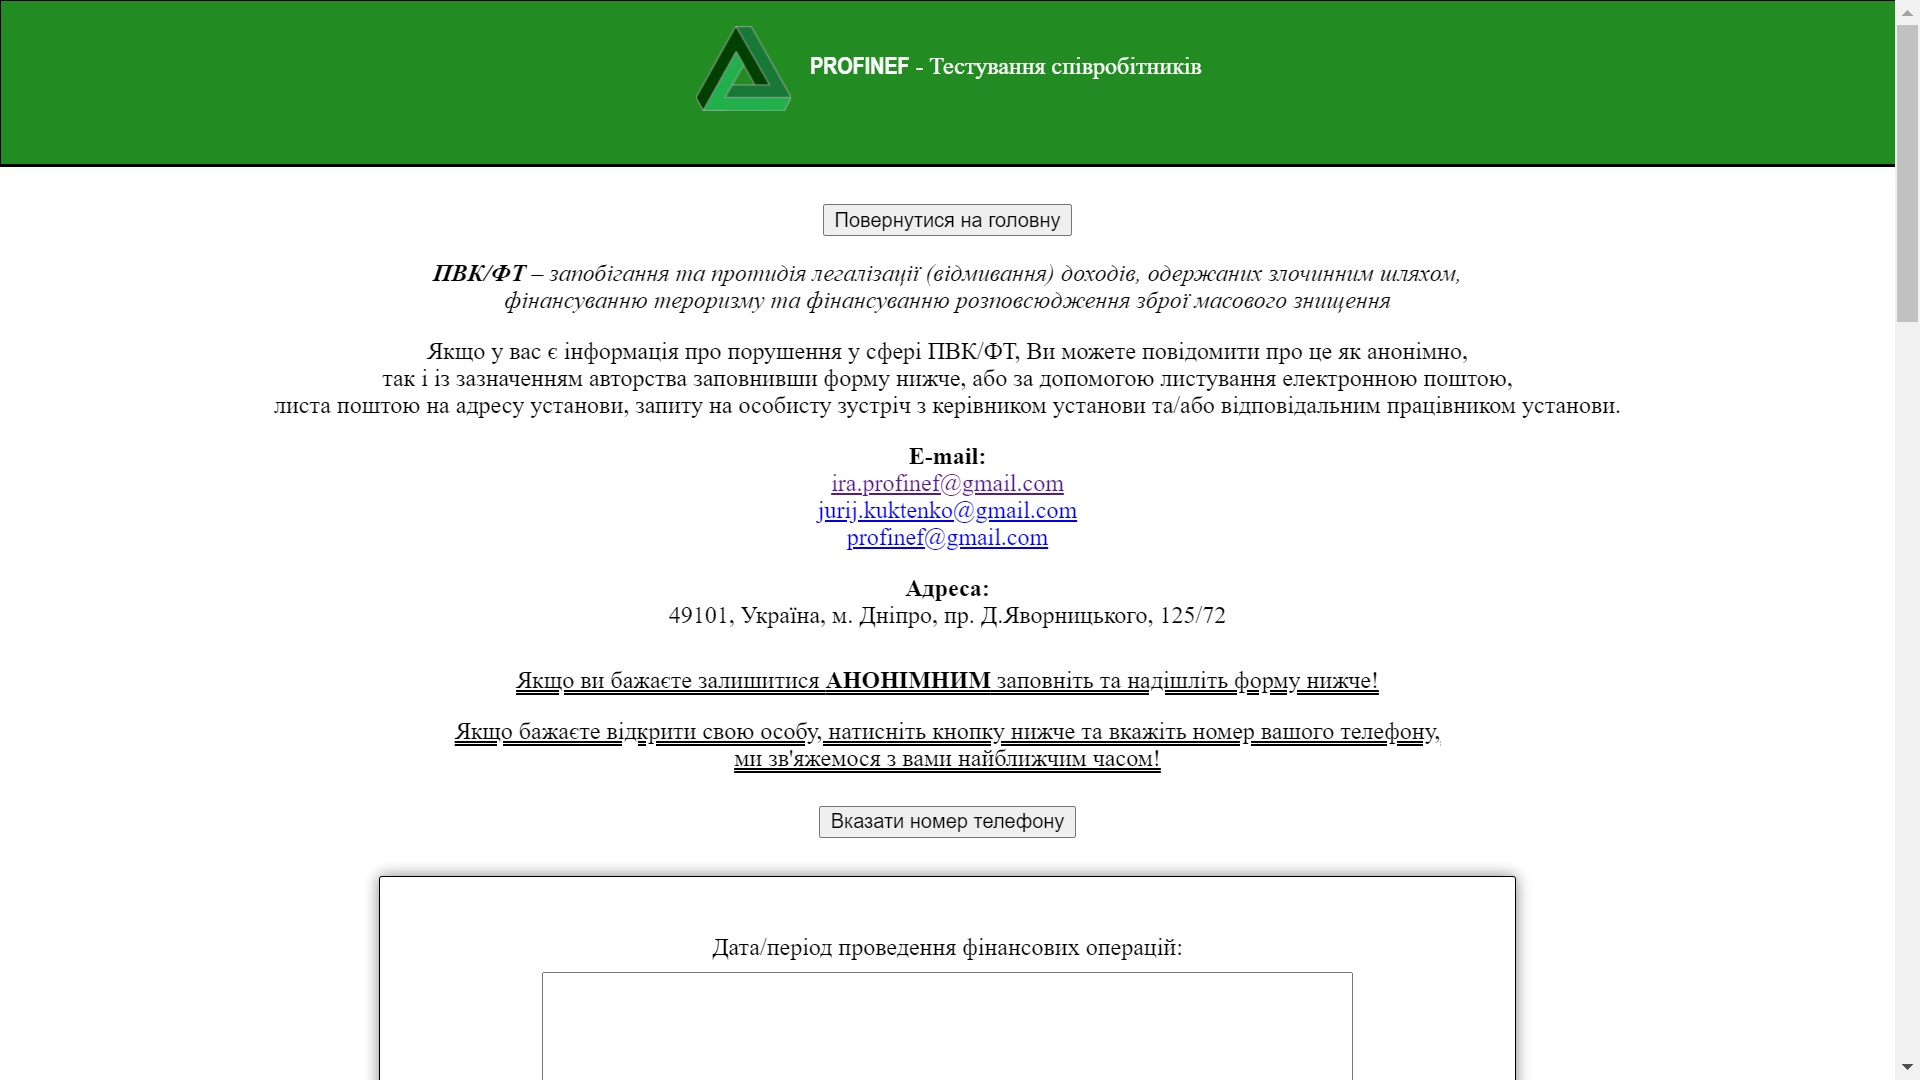 PROFINEF - Тестування співробітників
Повернутися на головну
ПВК/ФТ – запобігання та протидія легалізації (відмивання) доходів, одержаних злочинним шляхом,
фінансуванню тероризму та фінансуванню розповсюдження зброї масового знищення
Якщо у вас є інформація про порушення у сфері ПВК/ФТ, Ви можете повідомити про це як анонімно,
так і із зазначенням авторства заповнивши форму нижче, або за допомогою листування електронною поштою,
листа поштою на адресу установи, запиту на особисту зустріч з керівником установи та/або відповідальним працівником установи.
E-mail:
ira.profinef@gmail.com
jurij.kuktenko@gmail.com
profinef@gmail.com
Адреса:
49101, Україна, м. Дніпро, пр. Д.Яворницького, 125/72
Якщо ви бажаєте залишитися АНОНІМНИМ заповніть та надішліть форму нижче!
Якщо бажаєте відкрити свою особу, натисніть кнопку нижче та вкажіть номер вашого телефону,
ми зв'яжемося з вами найближчим часом!
Вказати номер телефону
Дата/період проведення фінансових операцій: